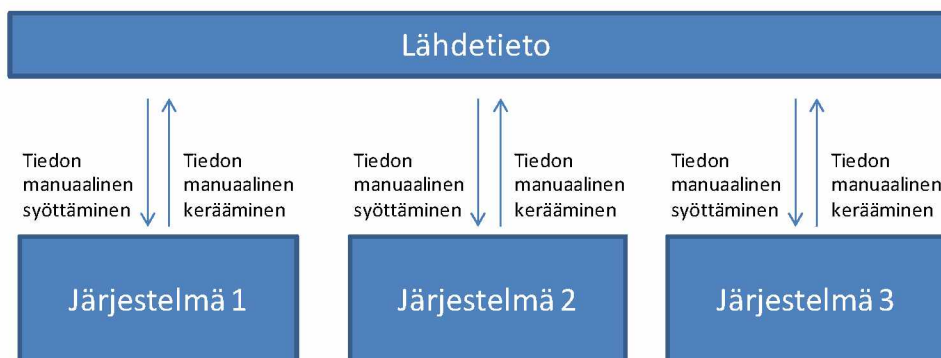 Lähdetieto
Tiedon
manuaalinen
syöttäminen
Tiedon
manuaalinen
kerääminen
Tiedon
manuaalinen
syöttäminen
Tiedon
manuaalinen
kerääminen
Tiedon
manuaalinen
syöttäminen
Tiedon
manuaalinen
kerääminen
Järjestelmä 1
Järjestelmä 2
Järjestelmä 3